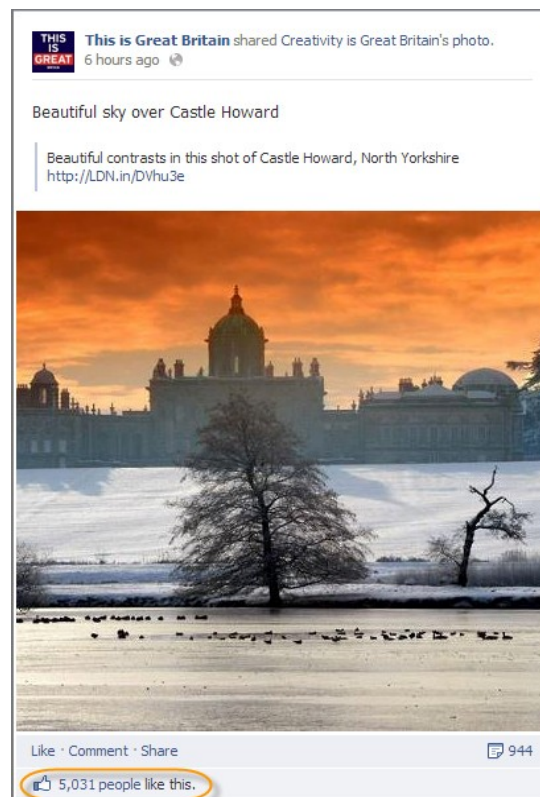 THIS
IS
GREAT
BRITAIN
This is Great Britain shared Creativity is Great Britain's photo.
6 hours ago
Beautiful sky over Castle Howard
Beautiful contrasts in this shot of Castle Howard, North Yorkshire
http://LDN.in/DVhu3e
Like · Comment · Share 944
5,031 people like this.